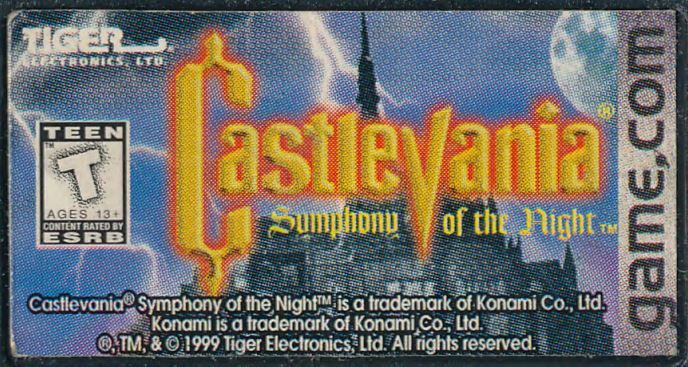 TIGER®
ELECTRONICS, LTD.
Castlevania®
Symphony of the Night™
TEEN
T™
AGES 13+
CONTENT RATED BY
ESRB
game.com
Castlevania® Symphony of the Night™ is a trademark of Konami Co., Ltd.
Konami is a trademark of Konami Co., Ltd.
®, TM, & © 1999 Tiger Electronics, Ltd. All rights reserved.